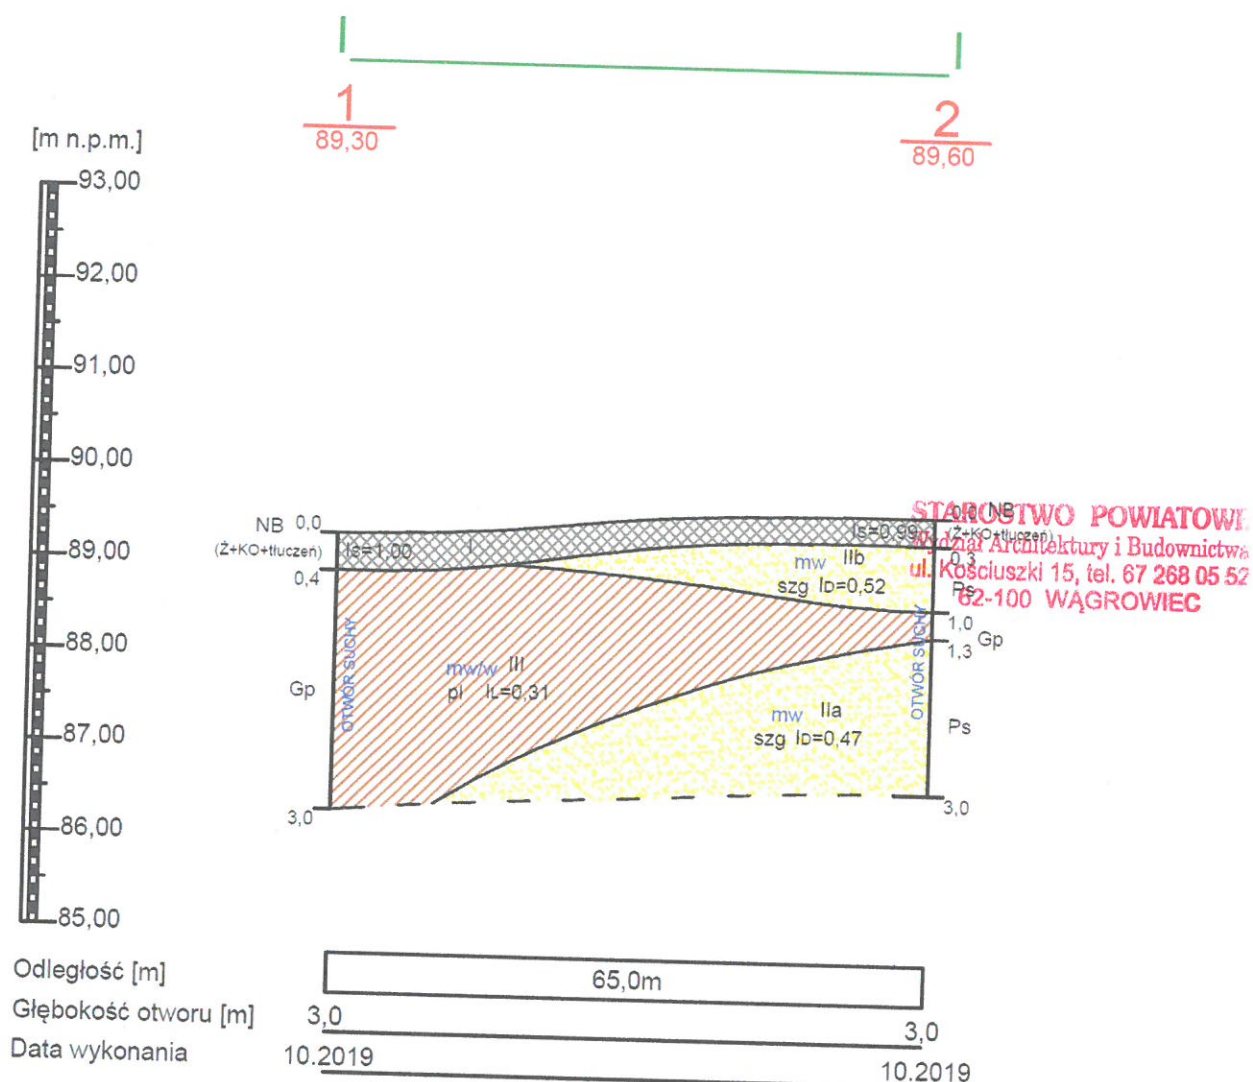 1
89,30
2
89,60
[m n.p.m.]
93,00
92,00
91,00
90,00
89,00
88,00
87,00
86,00
85,00
NB 0,0
(Ż+KO+tłuczeń)
0,4
Gp
3,0
Is=1,00
I
Is=0,99
mw IIb
szg ID=0,52
mw/w III
pl IL=0,31
mw IIa
szg ID=0,47
OTWÓR SUCHY
OTWÓR SUCHY
0,0 NB
(Ż+KO+tłuczeń)
0,3
Ps
1,0
Gp
1,3
Ps
3,0
STAROSTWO POWIATOWE
Wydział Architektury i Budownictwa
ul. Kościuszki 15, tel. 67 268 05 52
62-100 WĄGROWIEC
Odległość [m]
65,0m
Głębokość otworu [m]
3,0
3,0
Data wykonania
10.2019
10.2019